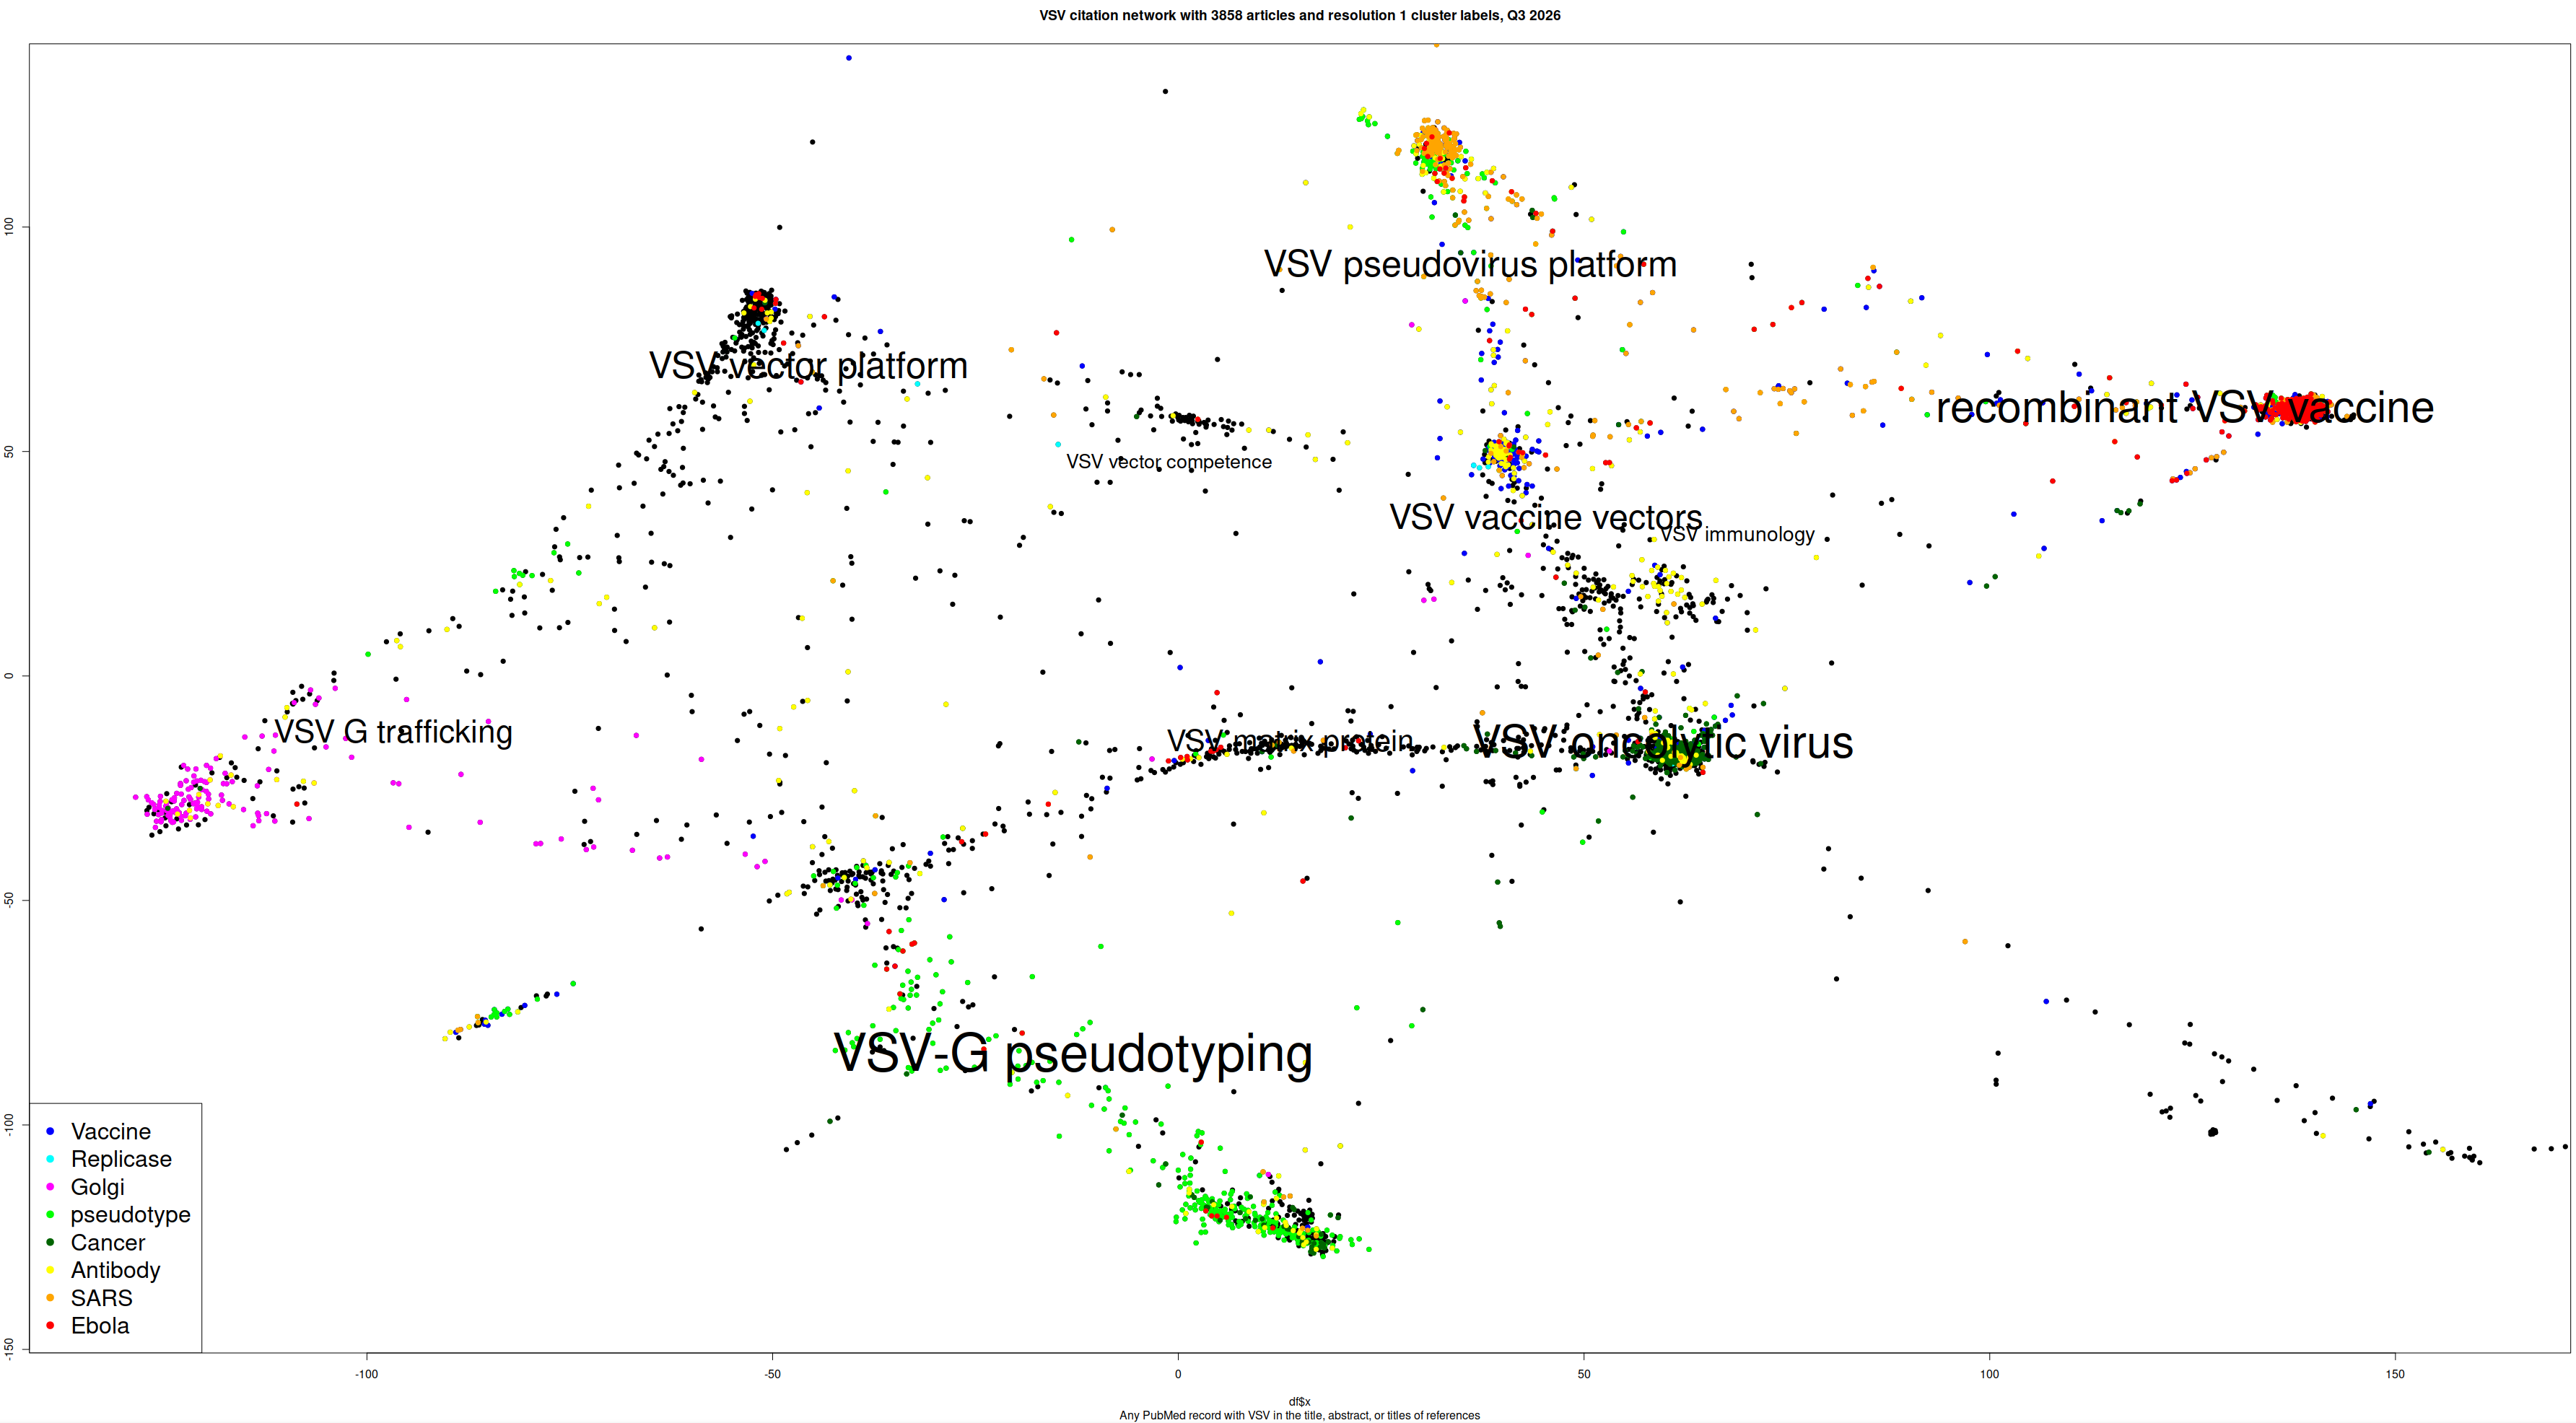 VSV citation network with 3858 articles and resolution 1 cluster labels, Q3 2026
VSV pseudovirus platform
VSV vector platform
recombinant VSV vaccine
VSV vector competence
VSV vaccine vectors
VSV immunology
VSV G trafficking
VSV matrix protein
VSV oncolytic virus
VSV-G pseudotyping
100
50
0
-50
-100
-150
Vaccine
Replicase
Golgi
pseudotype
Cancer
Antibody
SARS
Ebola
-100 -50 0 50 100 150
df$x
Any PubMed record with VSV in the title, abstract, or titles of references